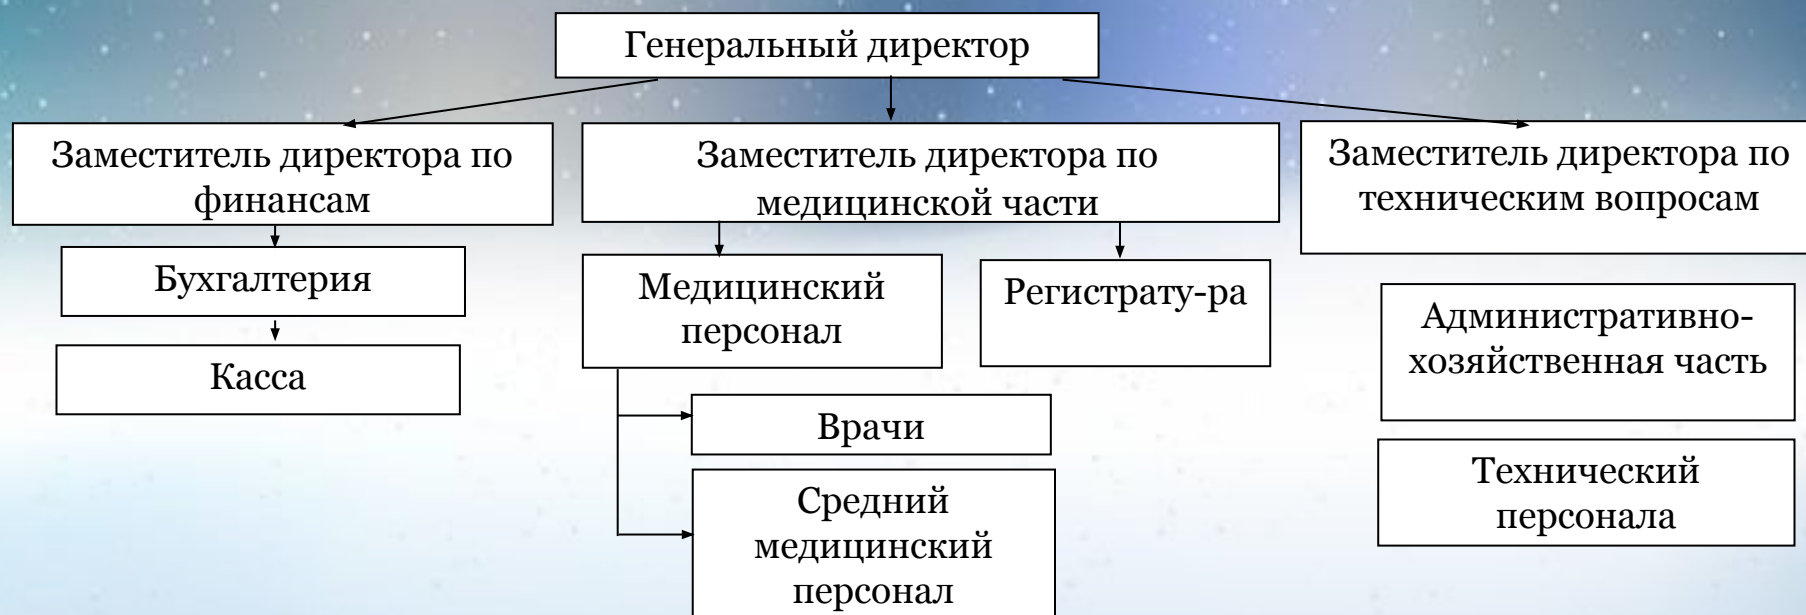 Генеральный директор
Заместитель директора по
финансам
Заместитель директора по
медицинской части
Заместитель директора по
техническим вопросам
Бухгалтерия
Медицинский
персонал
Регистрату-ра
Административно-
хозяйственная часть
Касса
Врачи
Технический
персонала
Средний
медицинский
персонал